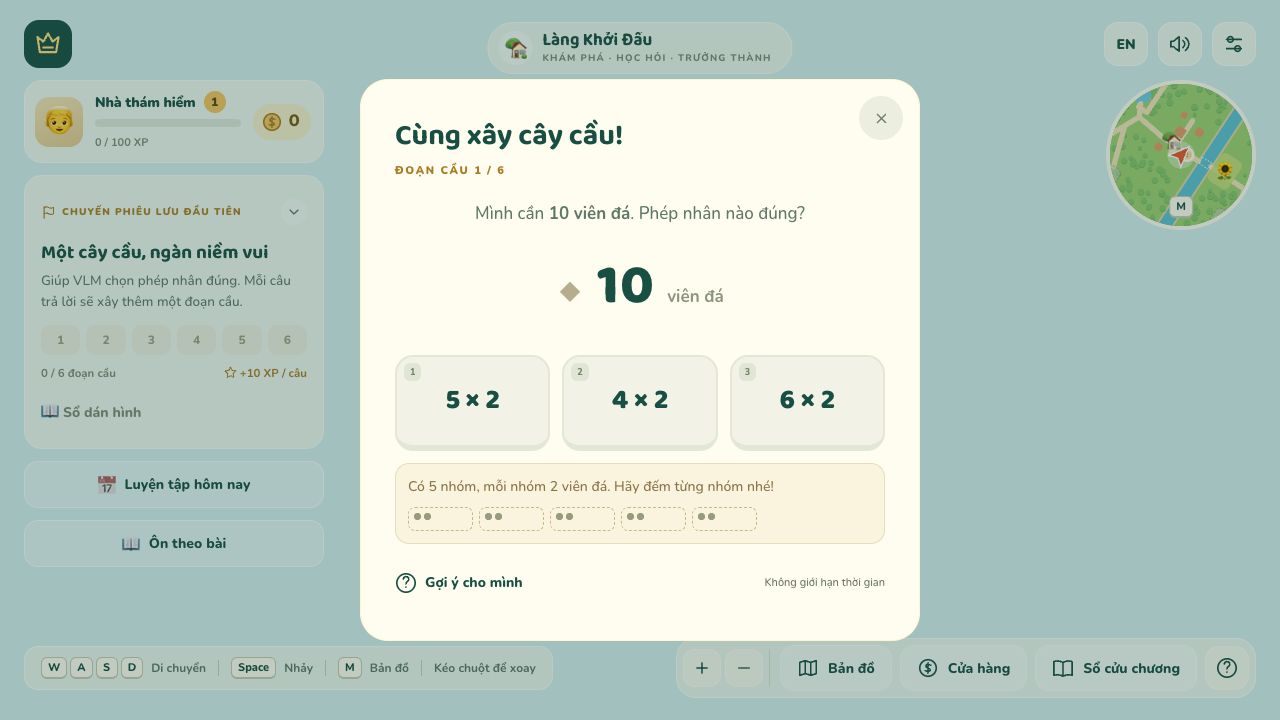 Làng Khởi Đầu
KHÁM PHÁ · HỌC HỎI · TRƯỞNG THÀNH
EN
Nhà thám hiểm 1
0 / 100 XP
0
CHUYẾN PHIÊU LƯU ĐẦU TIÊN
Một cây cầu, ngàn niềm vui
Giúp VLM chọn phép nhân đúng. Mỗi câu
trả lời sẽ xây thêm một đoạn cầu.
1 2 3 4 5 6
0 / 6 đoạn cầu +10 XP / câu
Sổ dán hình
Luyện tập hôm nay
Ôn theo bài
Cùng xây cây cầu!
ĐOẠN CẦU 1 / 6
Mình cần 10 viên đá. Phép nhân nào đúng?
10 viên đá
1 5 × 2
2 4 × 2
3 6 × 2
Có 5 nhóm, mỗi nhóm 2 viên đá. Hãy đếm từng nhóm nhé!
Gợi ý cho mình
Không giới hạn thời gian
M
W A S D Di chuyển Space Nhảy M Bản đồ Kéo chuột để xoay
+ − Bản đồ Cửa hàng Sổ cửu chương